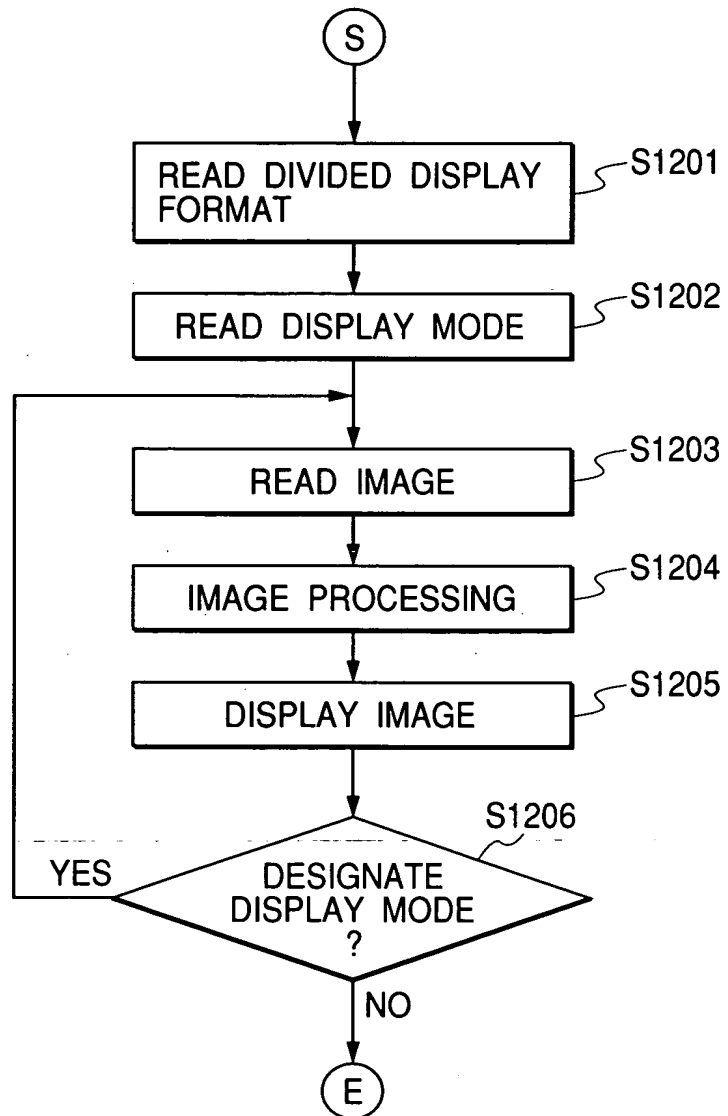 S
READ DIVIDED DISPLAY
FORMAT
S1201
READ DISPLAY MODE
S1202
READ IMAGE
S1203
IMAGE PROCESSING
S1204
DISPLAY IMAGE
S1205
S1206
DESIGNATE
DISPLAY MODE
?
YES
NO
E